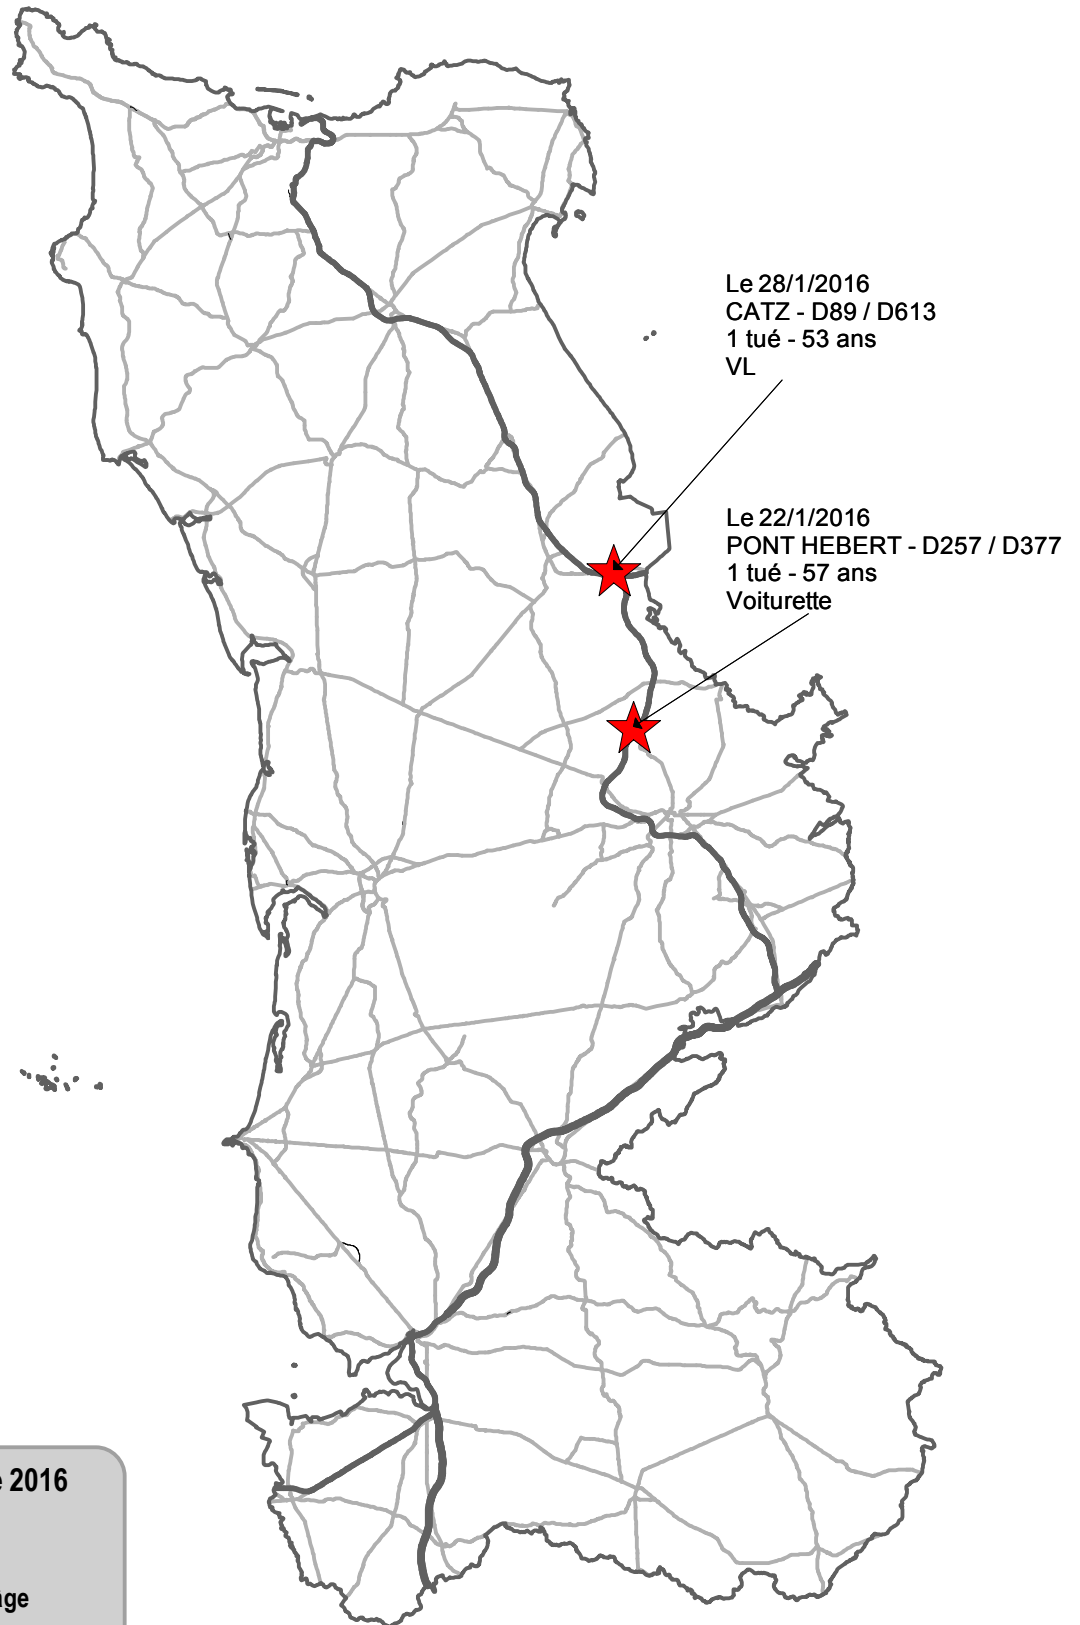 Le 28/1/2016
CATZ - D89 / D613
1 tué - 53 ans
VL
Le 22/1/2016
PONT HEBERT - D257 / D377
1 tué - 57 ans
Voiturette
2016